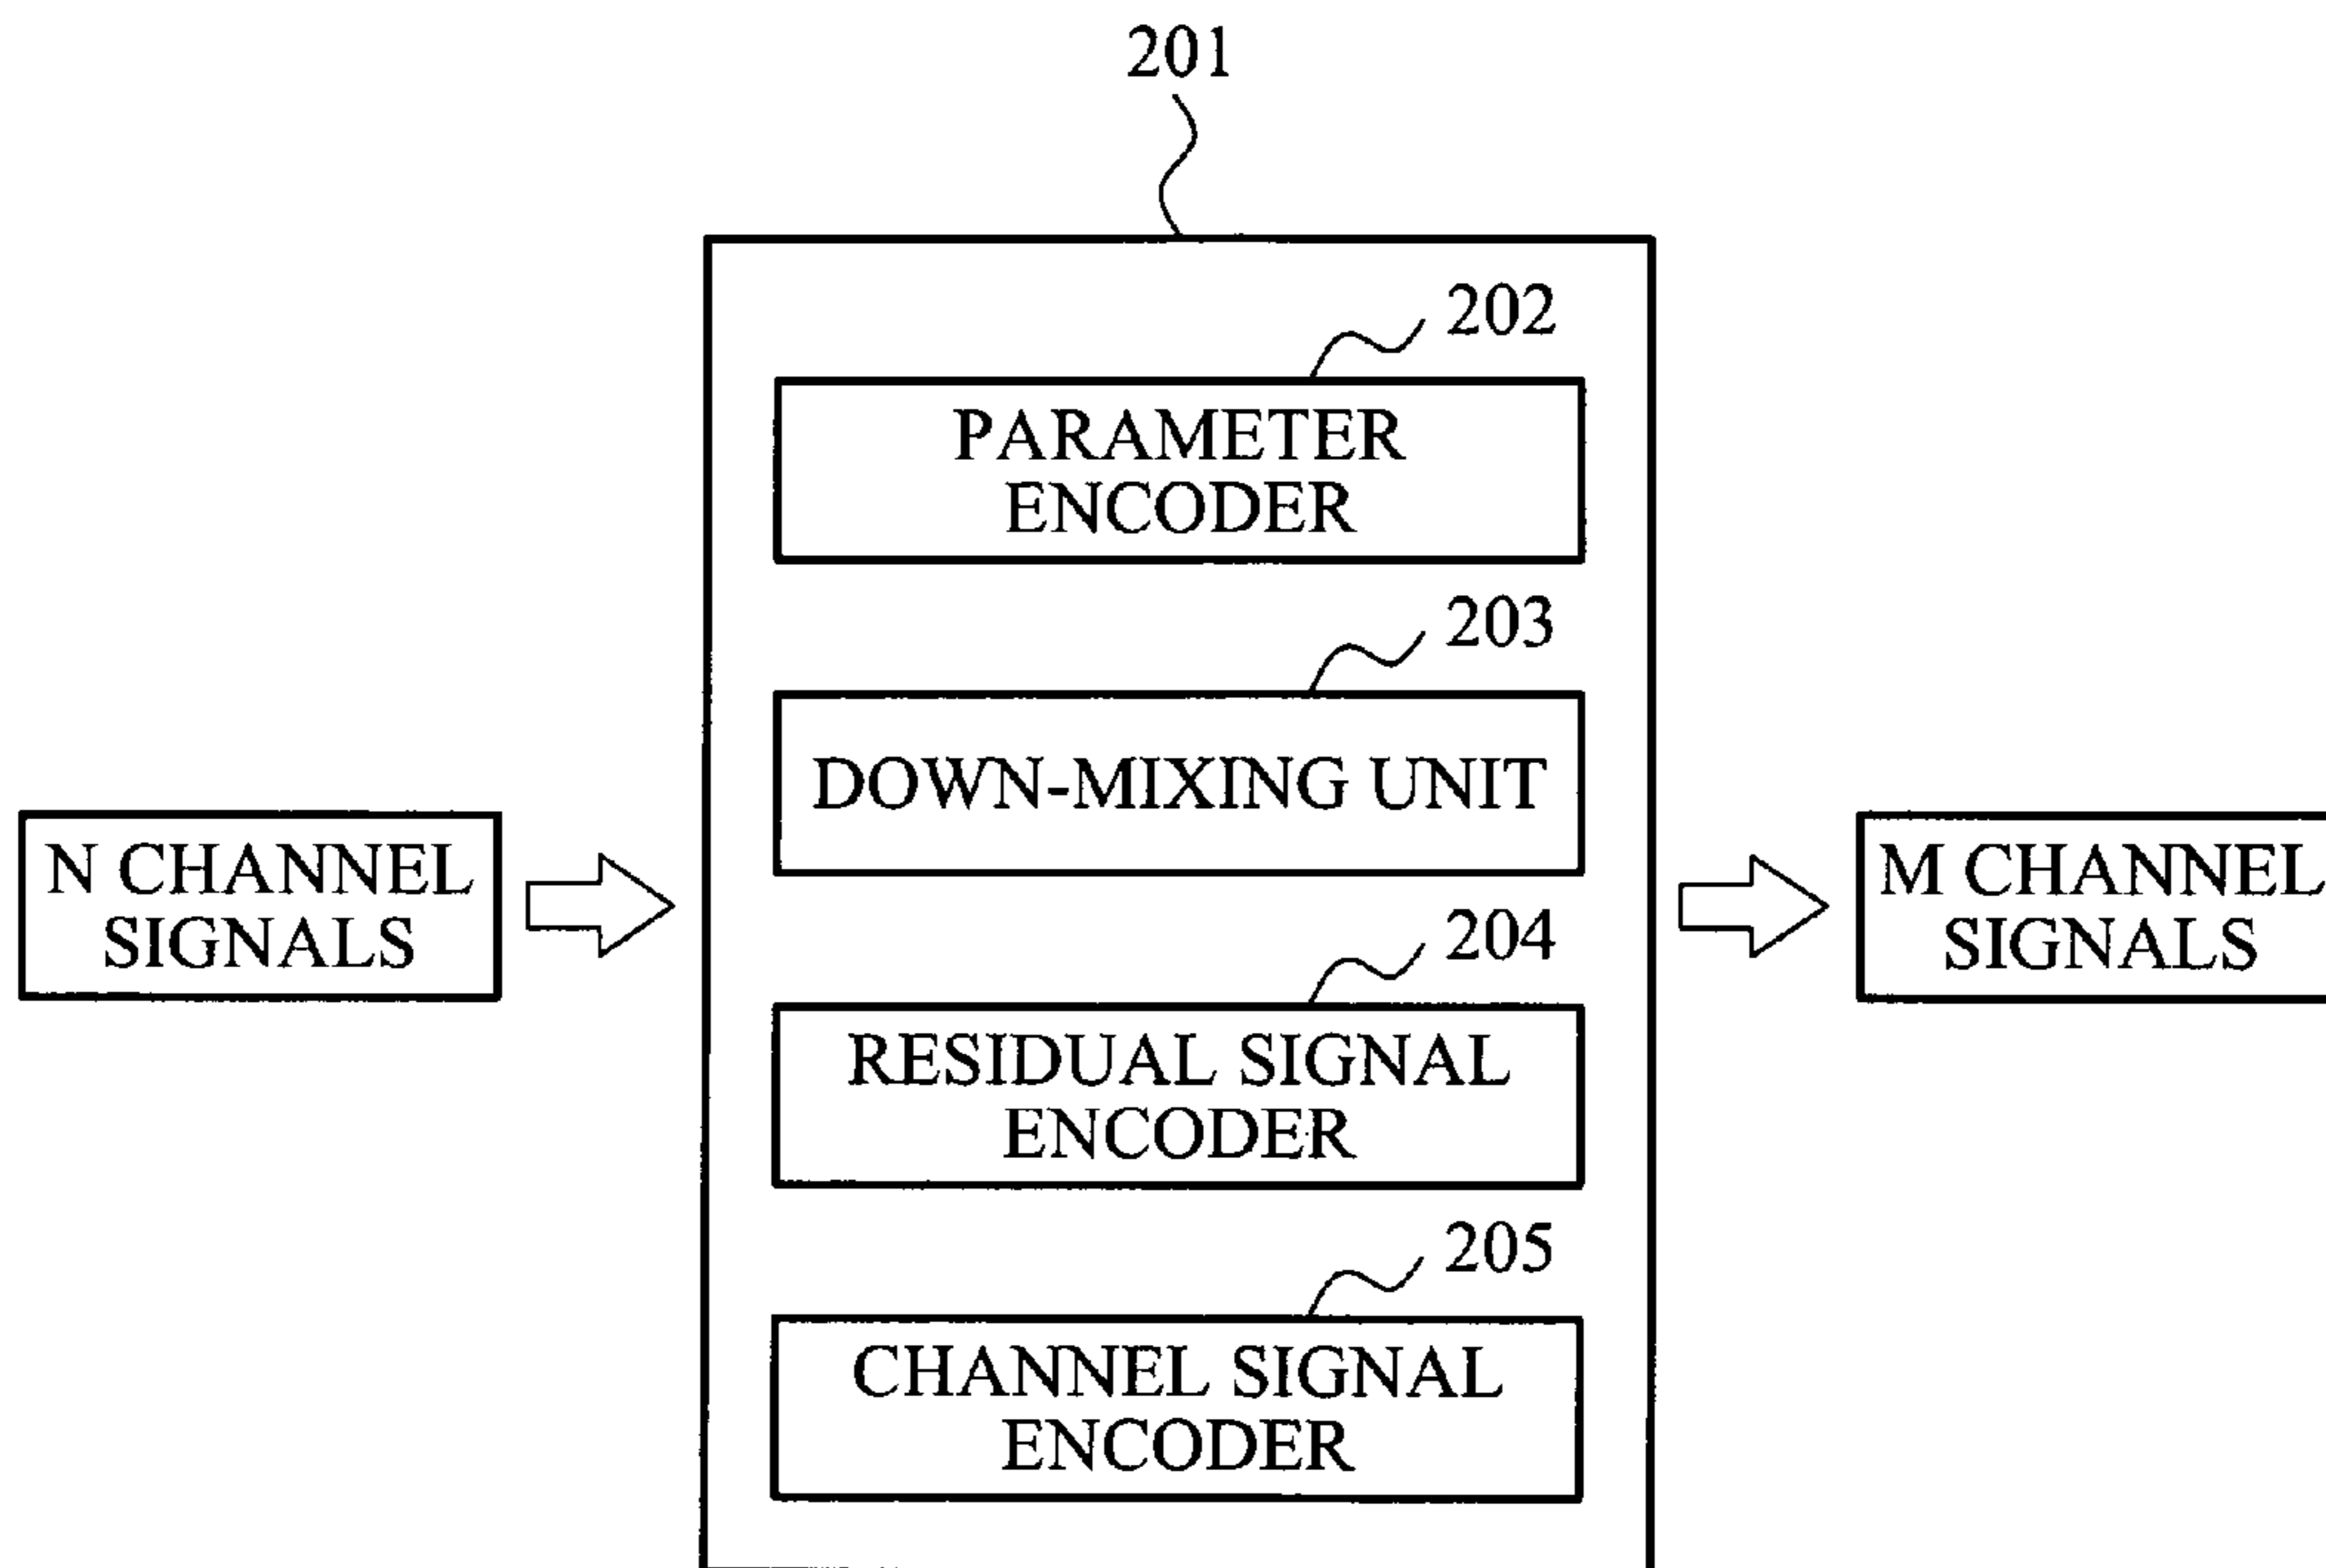 201
202
PARAMETER
ENCODER
203
DOWN-MIXING UNIT
N CHANNEL
SIGNALS
M CHANNEL
SIGNALS
204
RESIDUAL SIGNAL
ENCODER
205
CHANNEL SIGNAL
ENCODER